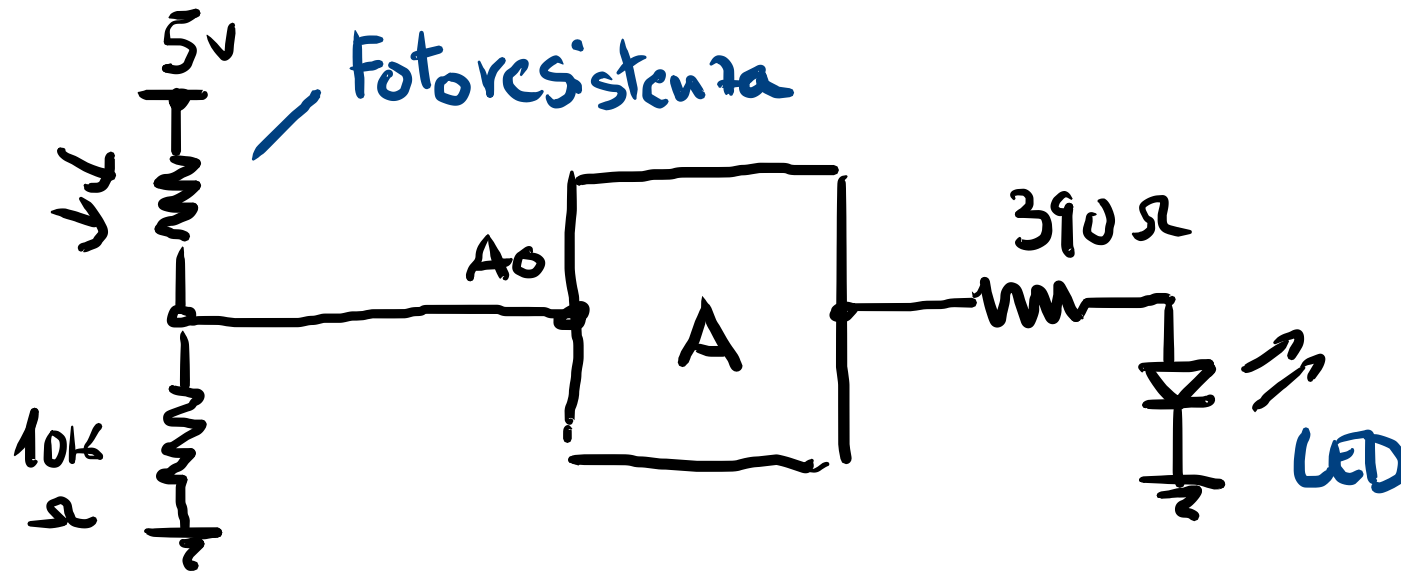 5V
Fotoresistenza
A0
A
390 Ω
10K
Ω
LED